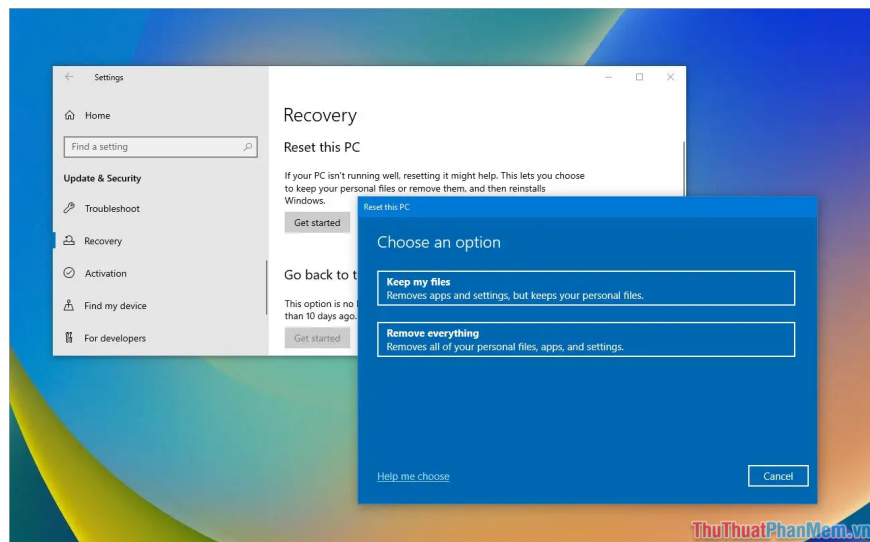 Settings
Home
Find a setting
Update & Security
Troubleshoot
Recovery
Activation
Find my device
For developers
Recovery
Reset this PC
If your PC isn't running well, resetting it might help. This lets you choose
to keep your personal files or remove them, and then reinstalls
Windows.
Get started
Go back to t
This option is no
than 10 days ago.
Get started
Reset this PC
Choose an option
Keep my files
Removes apps and settings, but keeps your personal files.
Remove everything
Removes all of your personal files, apps, and settings.
Help me choose
Cancel
ThuThuatPhanMem.vn